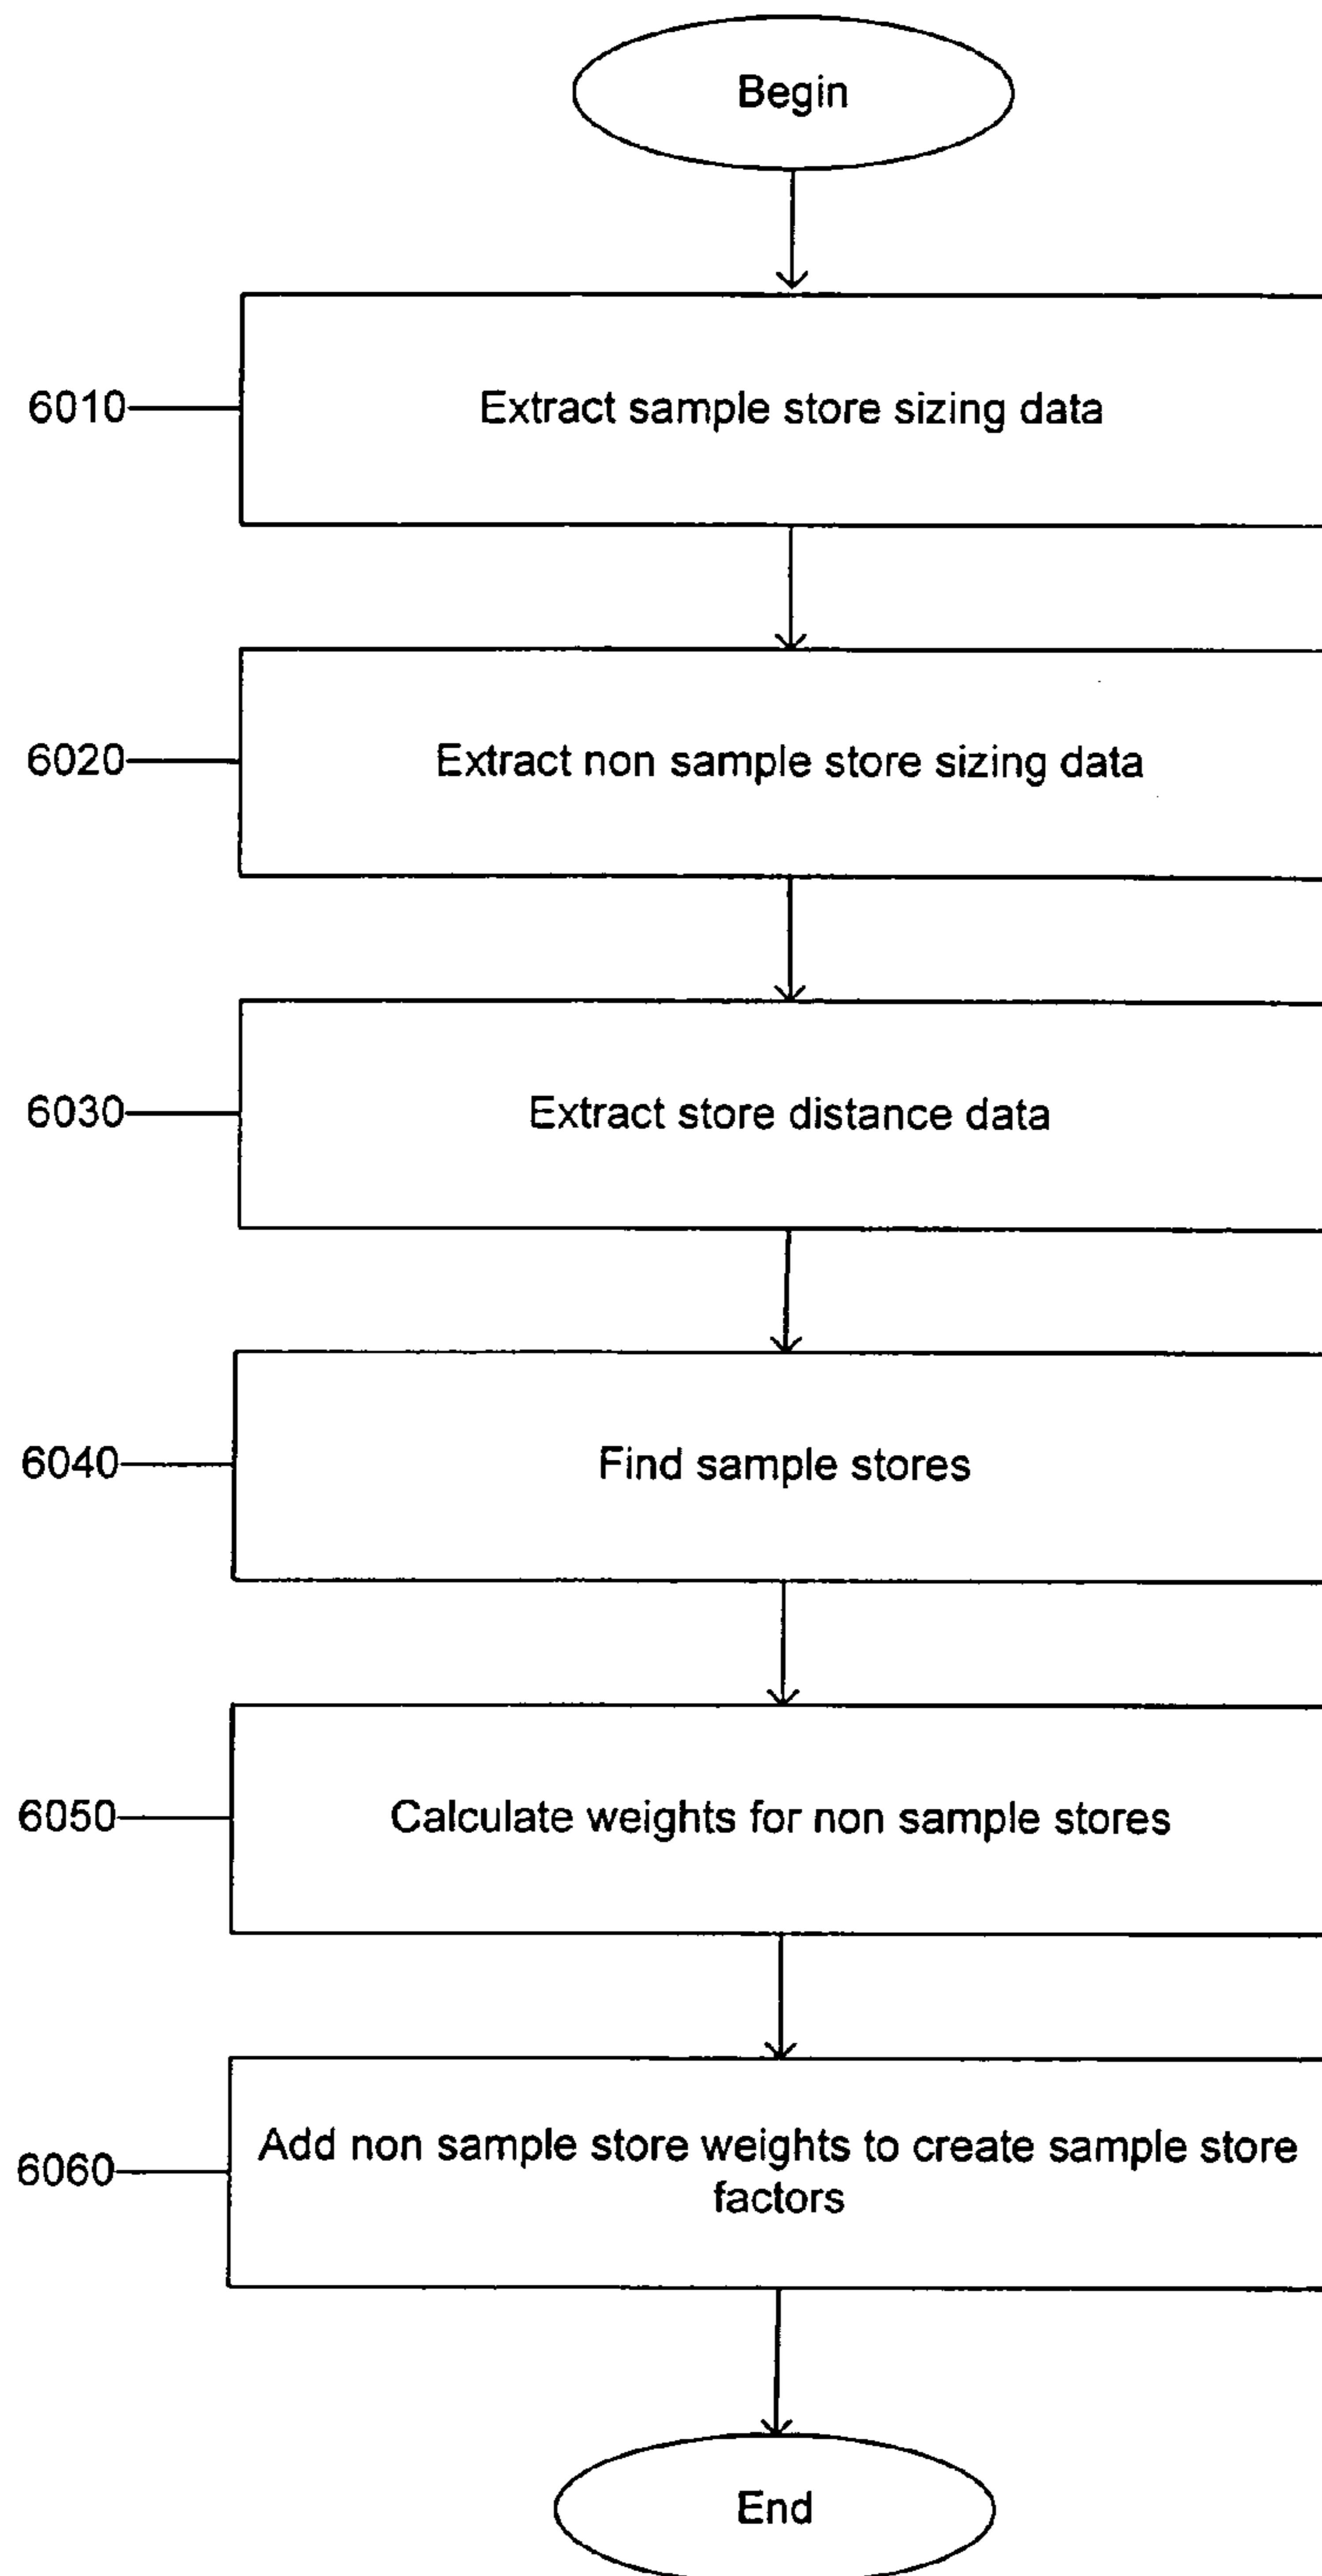 Begin
6010
Extract sample store sizing data
6020
Extract non sample store sizing data
6030
Extract store distance data
6040
Find sample stores
6050
Calculate weights for non sample stores
6060
Add non sample store weights to create sample store
factors
End